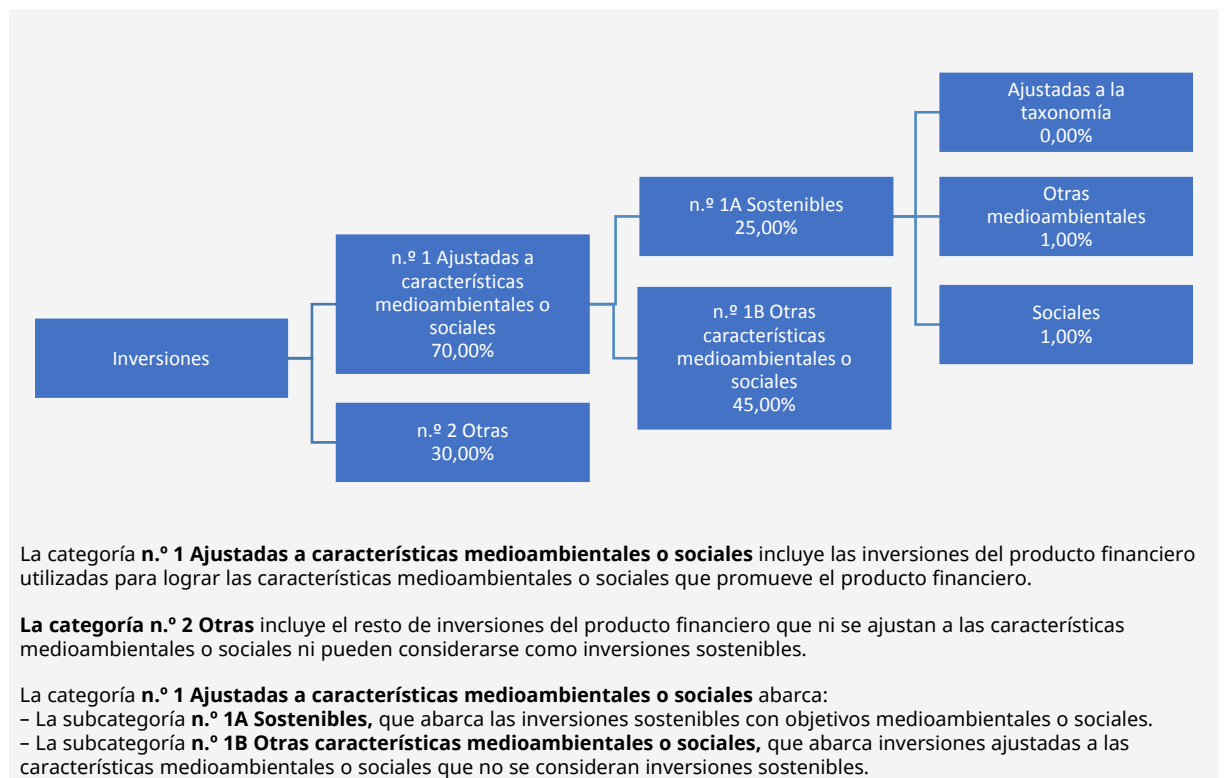 Inversiones
n.º 1 Ajustadas a
características
medioambientales o
sociales
70,00%
n.º 2 Otras
30,00%
n.º 1A Sostenibles
25,00%
n.º 1B Otras
características
medioambientales o
sociales
45,00%
Ajustadas a la
taxonomía
0,00%
Otras
medioambientales
1,00%
Sociales
1,00%
La categoría n.º 1 Ajustadas a características medioambientales o sociales incluye las inversiones del producto financiero
utilizadas para lograr las características medioambientales o sociales que promueve el producto financiero.
La categoría n.º 2 Otras incluye el resto de inversiones del producto financiero que ni se ajustan a las características
medioambientales o sociales ni pueden considerarse como inversiones sostenibles.
La categoría n.º 1 Ajustadas a características medioambientales o sociales abarca:
– La subcategoría n.º 1A Sostenibles, que abarca las inversiones sostenibles con objetivos medioambientales o sociales.
– La subcategoría n.º 1B Otras características medioambientales o sociales, que abarca inversiones ajustadas a las
características medioambientales o sociales que no se consideran inversiones sostenibles.